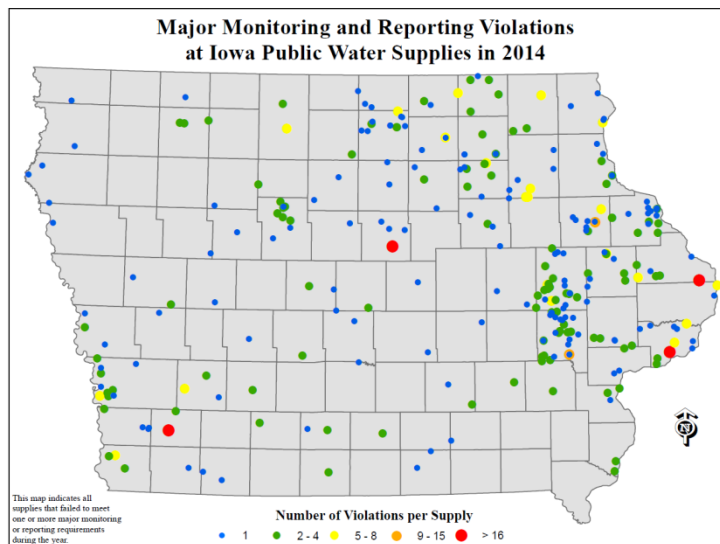 Major Monitoring and Reporting Violations
at Iowa Public Water Supplies in 2014
This map indicates all
supplies that failed to meet
one or more major monitoring
or reporting requirements
during the year.
Number of Violations per Supply
1 2 - 4 5 - 8 9 - 15 > 16
N